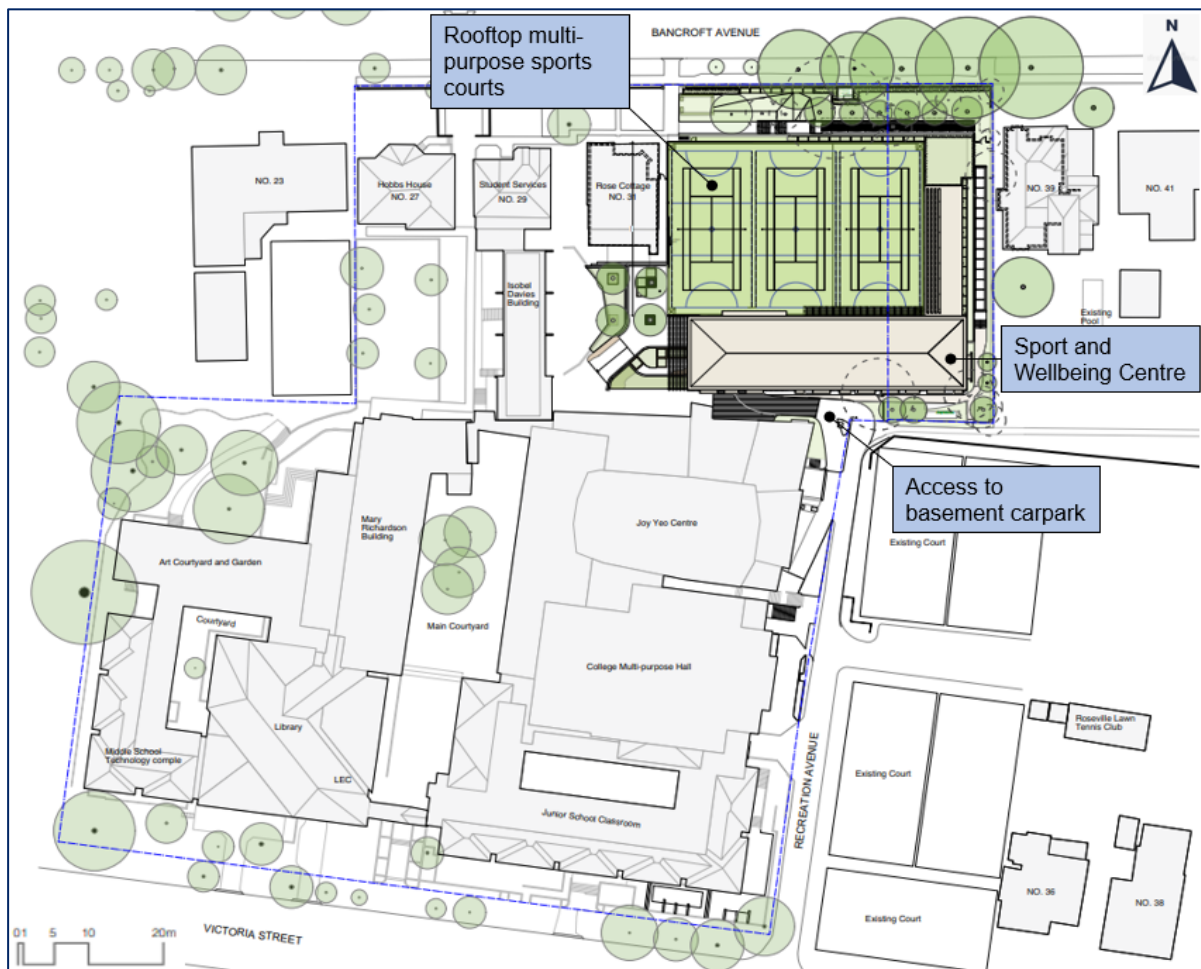 BANCROFT AVENUE
N
Rooftop multi-
purpose sports
courts
NO. 23
Hobbs House
NO. 27
Student Services
NO. 29
Rose Cottage
NO. 31
NO. 39
NO. 41
Isobel
Davies
Building
Existing
Pool
Sport and
Wellbeing Centre
Access to
basement carpark
Mary
Richardson
Building
Joy Yeo Centre
Existing Court
Art Courtyard and Garden
Courtyard
Main Courtyard
College Multi-purpose Hall
Library
Middle School
Technology comple
LEC
Roseville Lawn
Tennis Club
Existing Court
Junior School Classroom
RECREATION AVENUE
NO. 36
NO. 38
Existing Court
VICTORIA STREET
01 5 10 20m